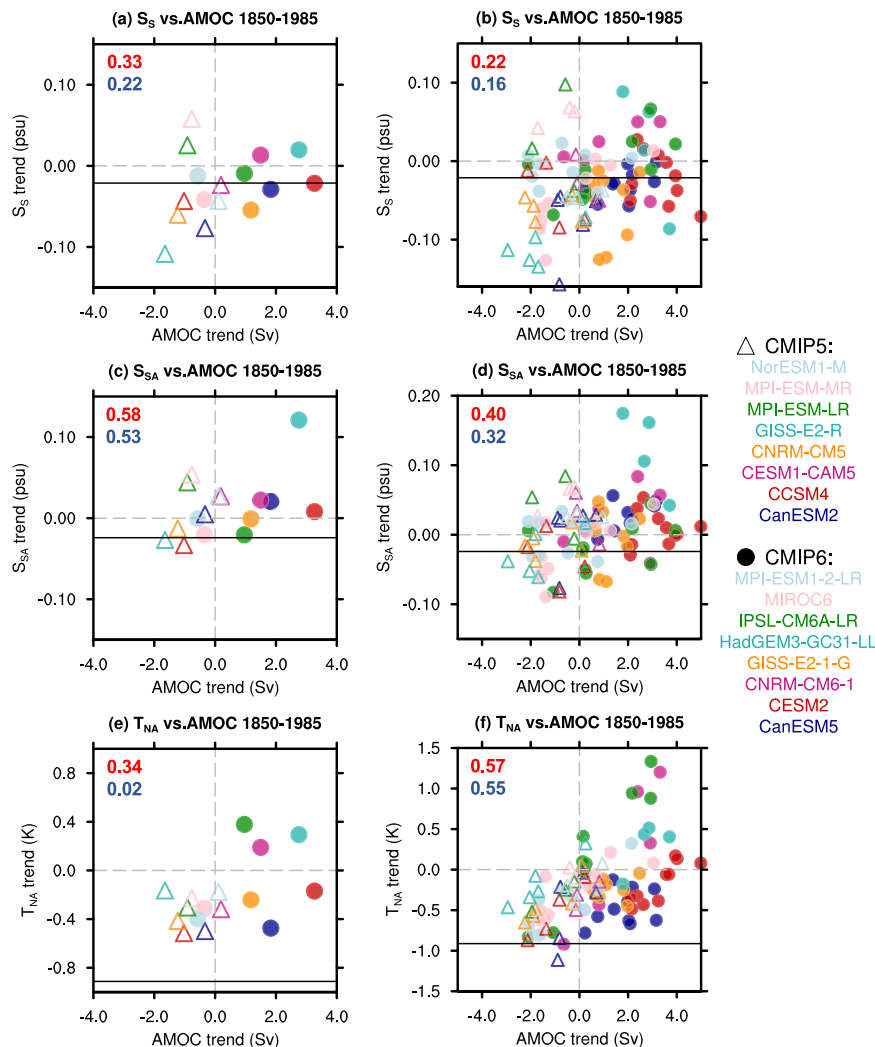 (a) S_S vs.AMOC 1850-1985
0.33
0.22
S_S trend (psu)
0.10
0.00
-0.10
-4.0 -2.0 0.0 2.0 4.0
AMOC trend (Sv)
(b) S_S vs.AMOC 1850-1985
0.22
0.16
S_S trend (psu)
0.10
0.00
-0.10
-4.0 -2.0 0.0 2.0 4.0
AMOC trend (Sv)
(c) S_SA vs.AMOC 1850-1985
0.58
0.53
S_SA trend (psu)
0.10
0.00
-0.10
-4.0 -2.0 0.0 2.0 4.0
AMOC trend (Sv)
(d) S_SA vs.AMOC 1850-1985
0.40
0.32
S_SA trend (psu)
0.20
0.10
0.00
-0.10
-4.0 -2.0 0.0 2.0 4.0
AMOC trend (Sv)
(e) T_NA vs.AMOC 1850-1985
0.34
0.02
T_NA trend (K)
0.8
0.4
0.0
-0.4
-0.8
-4.0 -2.0 0.0 2.0 4.0
AMOC trend (Sv)
(f) T_NA vs.AMOC 1850-1985
0.57
0.55
T_NA trend (K)
1.5
1.0
0.5
0.0
-0.5
-1.0
-1.5
-4.0 -2.0 0.0 2.0 4.0
AMOC trend (Sv)
CMIP5:
NorESM1-M
MPI-ESM-MR
MPI-ESM-LR
GISS-E2-R
CNRM-CM5
CESM1-CAM5
CCSM4
CanESM2
CMIP6:
MPI-ESM1-2-LR
MIROC6
IPSL-CM6A-LR
HadGEM3-GC31-LL
GISS-E2-1-G
CNRM-CM6-1
CESM2
CanESM5